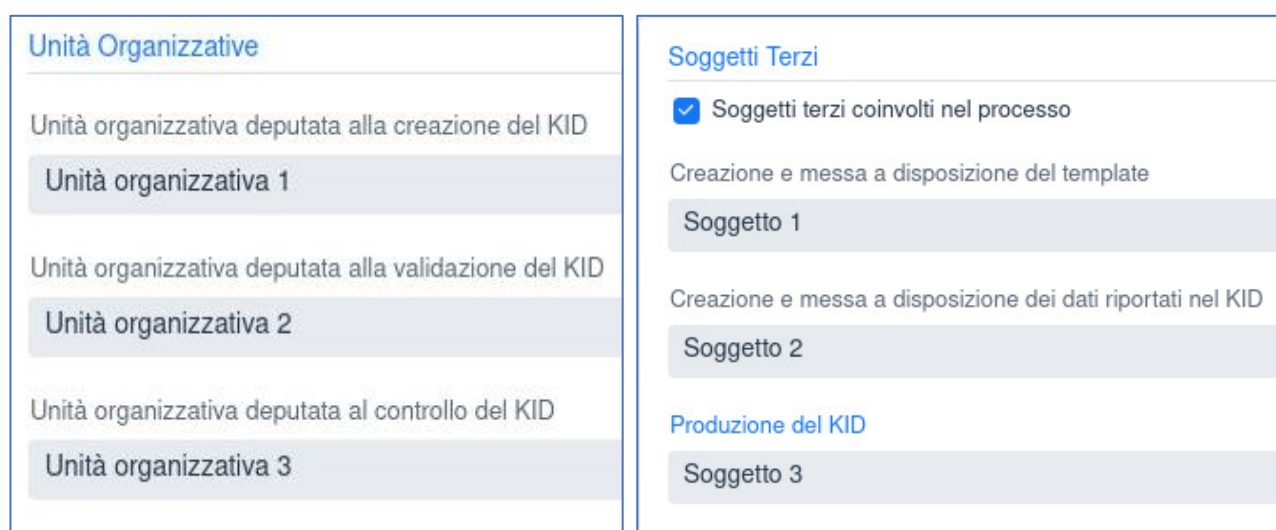 Unità Organizzative
Unità organizzativa deputata alla creazione del KID
Unità organizzativa 1
Unità organizzativa deputata alla validazione del KID
Unità organizzativa 2
Unità organizzativa deputata al controllo del KID
Unità organizzativa 3
Soggetti Terzi
Soggetti terzi coinvolti nel processo
Creazione e messa a disposizione del template
Soggetto 1
Creazione e messa a disposizione dei dati riportati nel KID
Soggetto 2
Produzione del KID
Soggetto 3